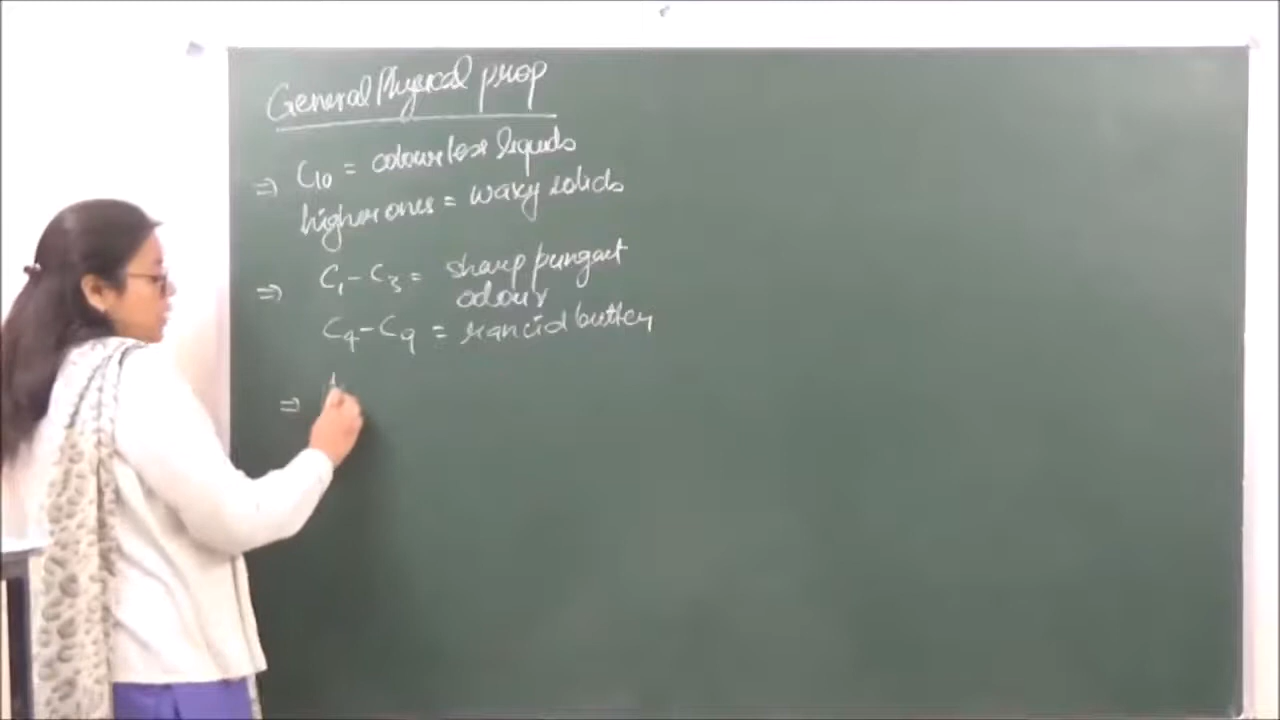 General Physical prop
⇒ C10 = colourless liquids
higher ones = waxy solids
⇒ C1 - C3 = sharp pungent
odour
C4 - C9 = rancid butter
⇒